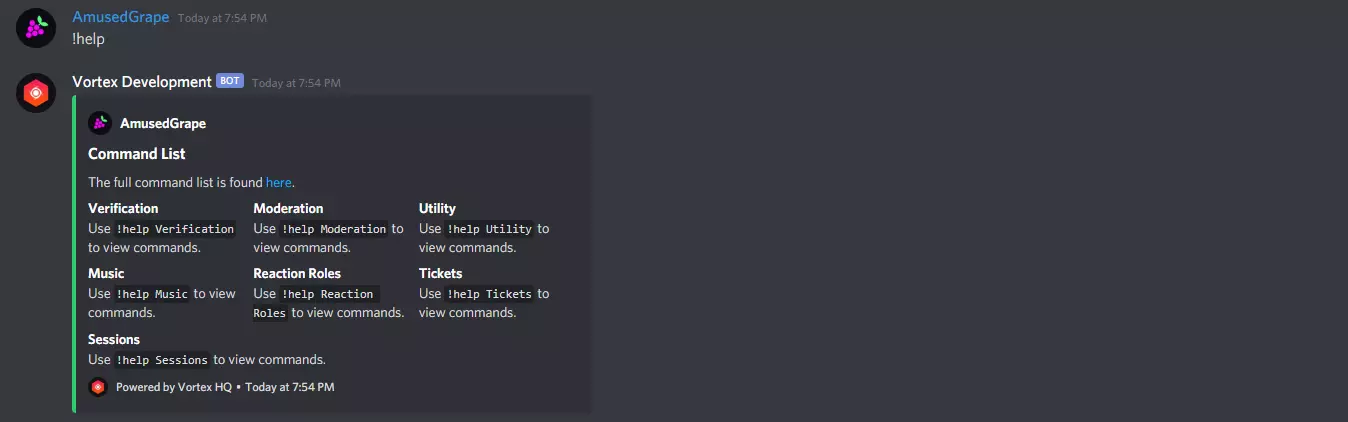 AmusedGrape Today at 7:54 PM
!help
Vortex Development BOT Today at 7:54 PM
AmusedGrape
Command List
The full command list is found here.
Verification
Use !help Verification
to view commands.
Moderation
Use !help Moderation to
view commands.
Utility
Use !help Utility to
view commands.
Music
Use !help Music to view
commands.
Reaction Roles
Use !help Reaction
Roles to view commands.
Tickets
Use !help Tickets to
view commands.
Sessions
Use !help Sessions to view commands.
Powered by Vortex HQ • Today at 7:54 PM